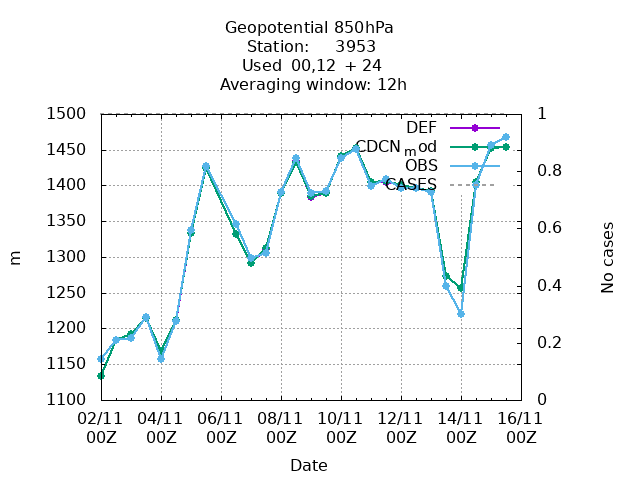 Geopotential 850hPa
Station: 3953
Used 00,12 + 24
Averaging window: 12h
1500 1
DEF
1450
CDCNmod
OBS
1400 CASES 0.8
1350 0.6
1300
m No cases
1250 0.4
1200 0.2
1150
1100 0
02/11 04/11 06/11 08/11 10/11 12/11 14/11 16/11
00Z 00Z 00Z 00Z 00Z 00Z 00Z 00Z
Date